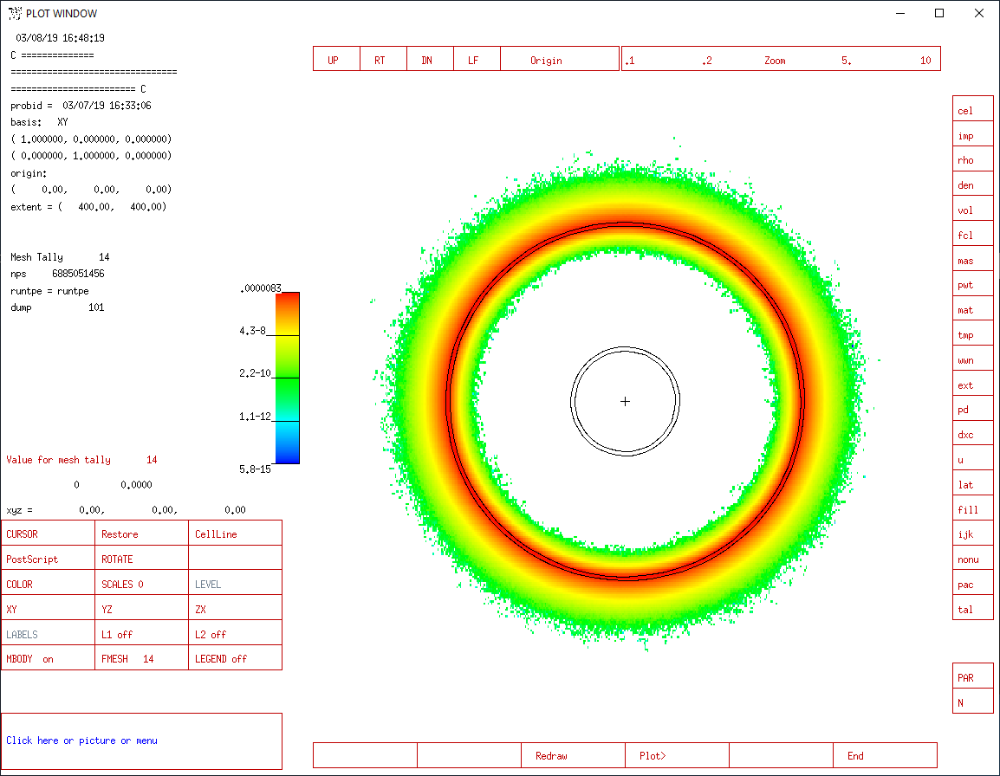 PLOT WINDOW
03/08/19 16:48:19
C ==============
================================
======================== C
probid =  03/07/19 16:33:06
basis:   XY
( 1.000000, 0.000000, 0.000000)
( 0.000000, 1.000000, 0.000000)
origin:
(     0.00,     0.00,     0.00)
extent = (   400.00,   400.00)
Mesh Tally       14
nps     6885051456
runtpe = runtpe
dump           101
UP RT DN LF Origin .1 .2 Zoom 5. 10
.0000083
4.3-8
2.2-10
1.1-12
5.8-15
Value for mesh tally       14
0        0.0000
xyz =         0.00,         0.00,         0.00
CURSOR Restore CellLine
PostScript ROTATE
COLOR SCALES 0 LEVEL
XY YZ ZX
LABELS L1 off L2 off
MBODY  on FMESH   14 LEGEND off
Click here or picture or menu
cel
imp
rho
den
vol
fcl
mas
pwt
mat
tmp
wwn
ext
pd
dxc
u
lat
fill
ijk
nonu
pac
tal
PAR
N
Redraw Plot> End